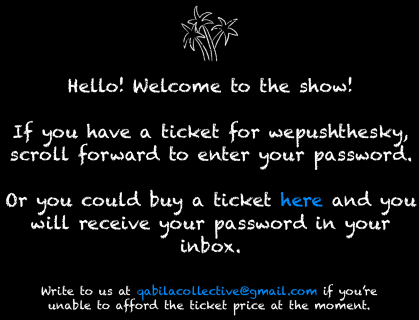 Hello! Welcome to the show!
If you have a ticket for wepushthesky,
scroll forward to enter your password.
Or you could buy a ticket here and you
will receive your password in your
inbox.
Write to us at qabilacollective@gmail.com if you're
unable to afford the ticket price at the moment.